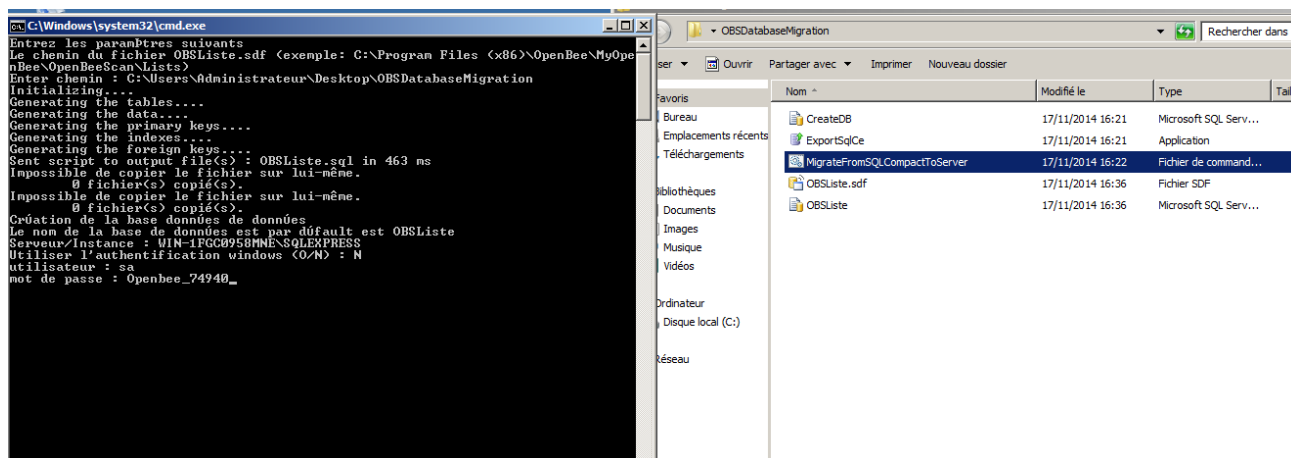 C:\Windows\system32\cmd.exe
Entrez les paramÞtres suivants
Le chemin du fichier OBSListe.sdf (exemple: C:\Program Files (x86)\OpenBee\MyOpe
nBee\OpenBeeScan\Lists)
Enter chemin : C:\Users\Administrateur\Desktop\OBSDatabaseMigration
Initializing....
Generating the tables....
Generating the data....
Generating the primary keys....
Generating the indexes....
Generating the foreign keys....
Sent script to output file(s) : OBSListe.sql in 463 ms
Impossible de copier le fichier sur lui-même.
0 fichier(s) copié(s).
Impossible de copier le fichier sur lui-même.
0 fichier(s) copié(s).
Crúation de la base donnúes de donnúes
Le nom de la base de donnúes est par dúfault est OBSListe
Serveur/Instance : WIN-1FGC0958MNE\SQLEXPRESS
Utiliser l'authentification windows (O/N) : N
utilisateur : sa
mot de passe : Openbee_74940_
OBSDatabaseMigration
Rechercher dans
ser
Ouvrir
Partager avec
Imprimer
Nouveau dossier
Favoris
Bureau
Emplacements récents
Téléchargements
Bibliothèques
Documents
Images
Musique
Vidéos
Ordinateur
Disque local (C:)
Réseau
Nom Modifié le Type Tail
CreateDB 17/11/2014 16:21 Microsoft SQL Serv...
ExportSqlCe 17/11/2014 16:21 Application
MigrateFromSQLCompactToServer 17/11/2014 16:22 Fichier de command...
OBSListe.sdf 17/11/2014 16:36 Fichier SDF
OBSListe 17/11/2014 16:36 Microsoft SQL Serv...